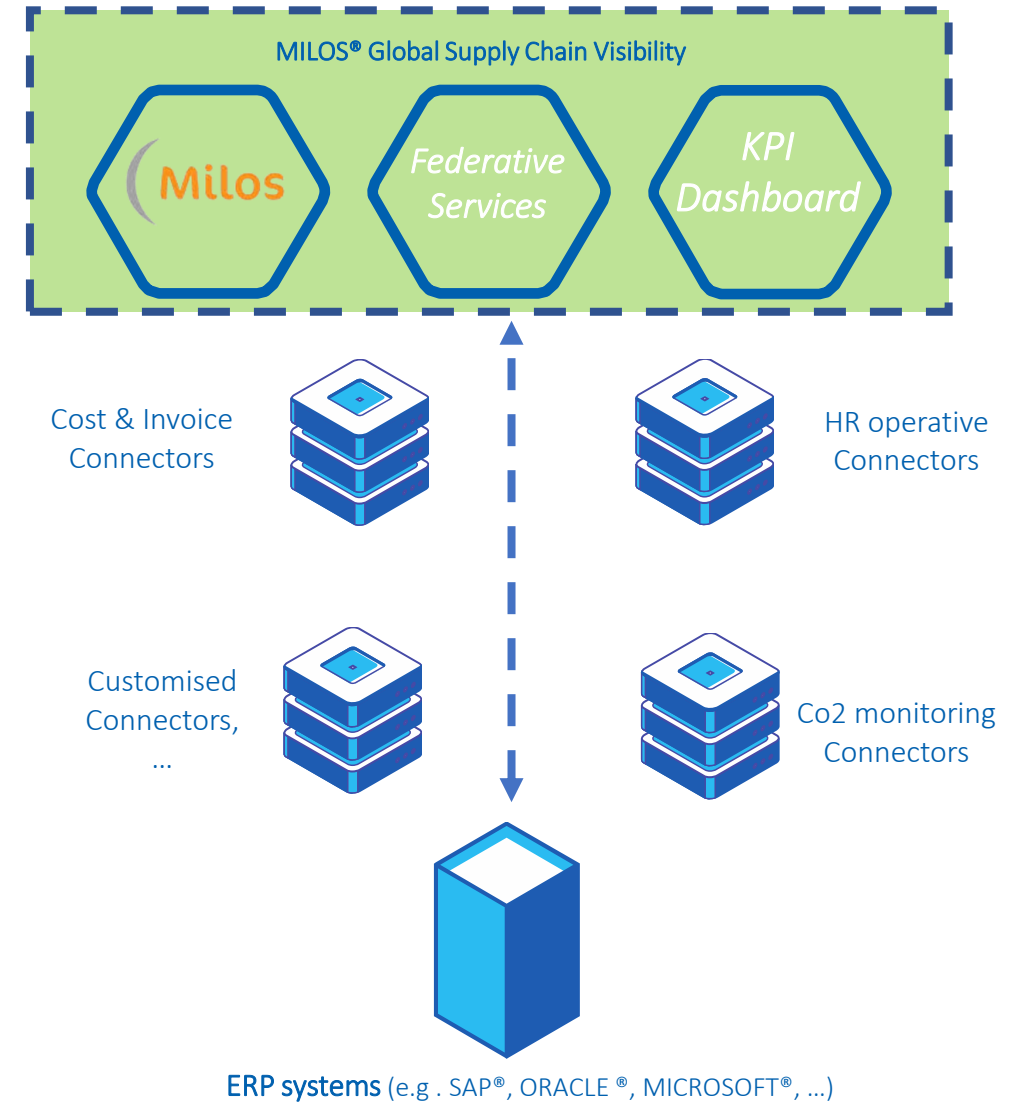 MILOS® Global Supply Chain Visibility
Milos
Federative
Services
KPI
Dashboard
Cost & Invoice
Connectors
HR operative
Connectors
Customised
Connectors,
...
Co2 monitoring
Connectors
ERP systems (e.g . SAP®, ORACLE ®, MICROSOFT®, ...)